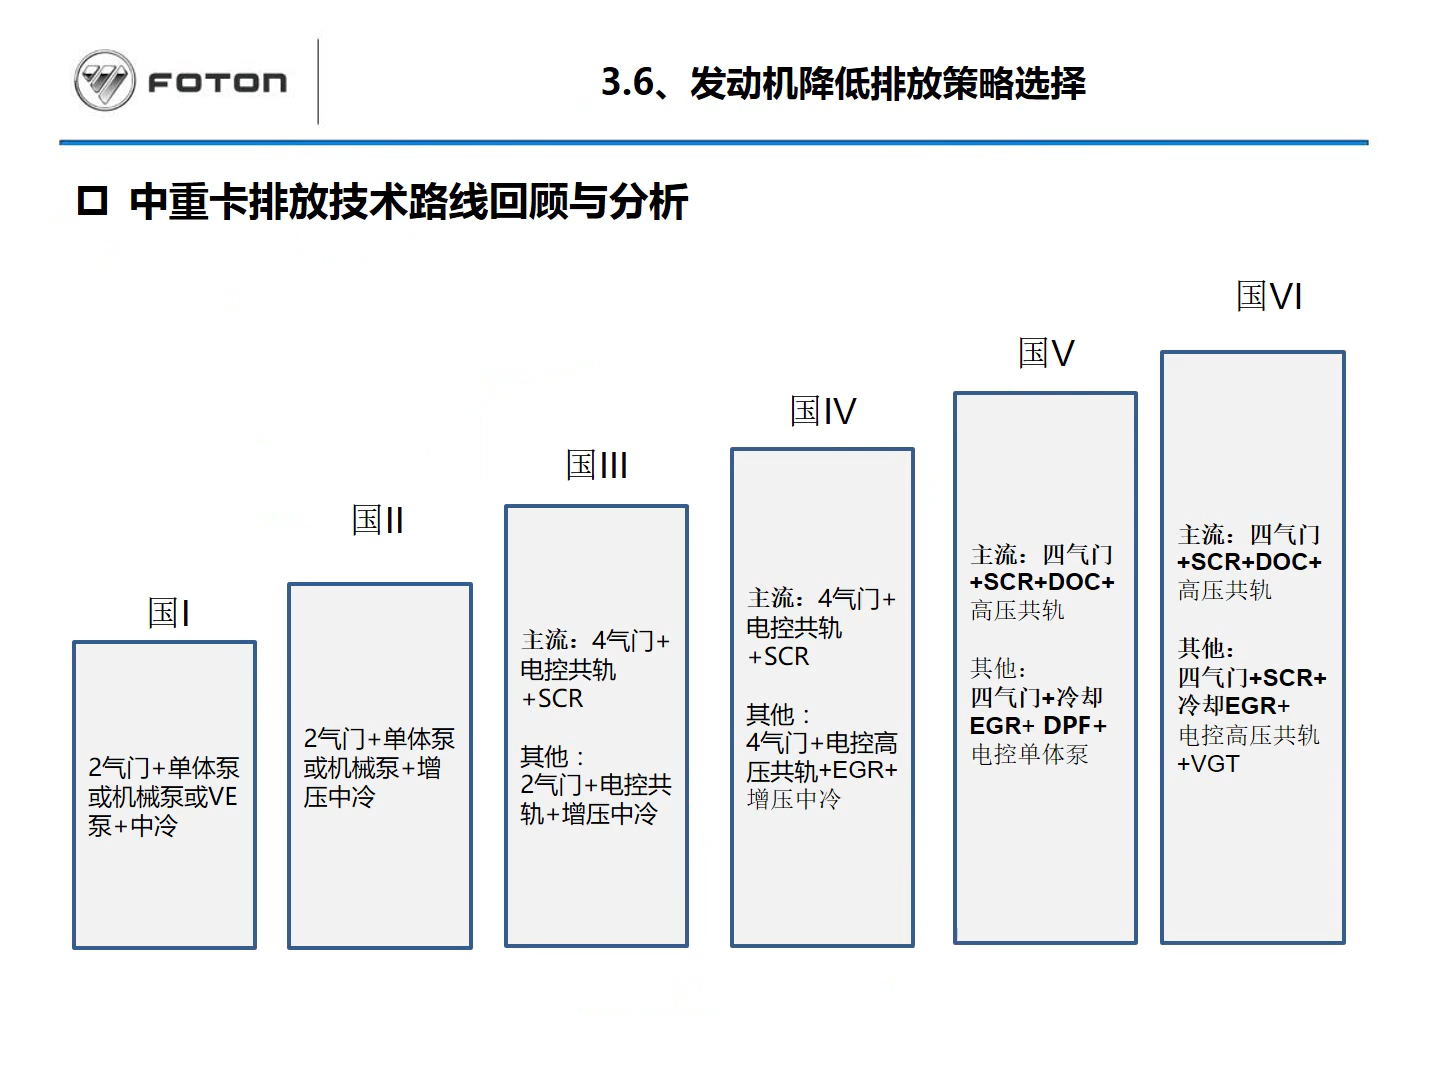 FOTON
3.6、发动机降低排放策略选择
中重卡排放技术路线回顾与分析
国I
2气门+单体泵
或机械泵或VE
泵+中冷
国II
2气门+单体泵
或机械泵+增
压中冷
国III
主流：4气门+
电控共轨
+SCR
其他：
2气门+电控共
轨+增压中冷
国IV
主流：4气门+
电控共轨
+SCR
其他：
4气门+电控高
压共轨+EGR+
增压中冷
国V
主流：四气门
+SCR+DOC+
高压共轨
其他：
四气门+冷却
EGR+ DPF+
电控单体泵
国VI
主流：四气门
+SCR+DOC+
高压共轨
其他：
四气门+SCR+
冷却EGR+
电控高压共轨
+VGT